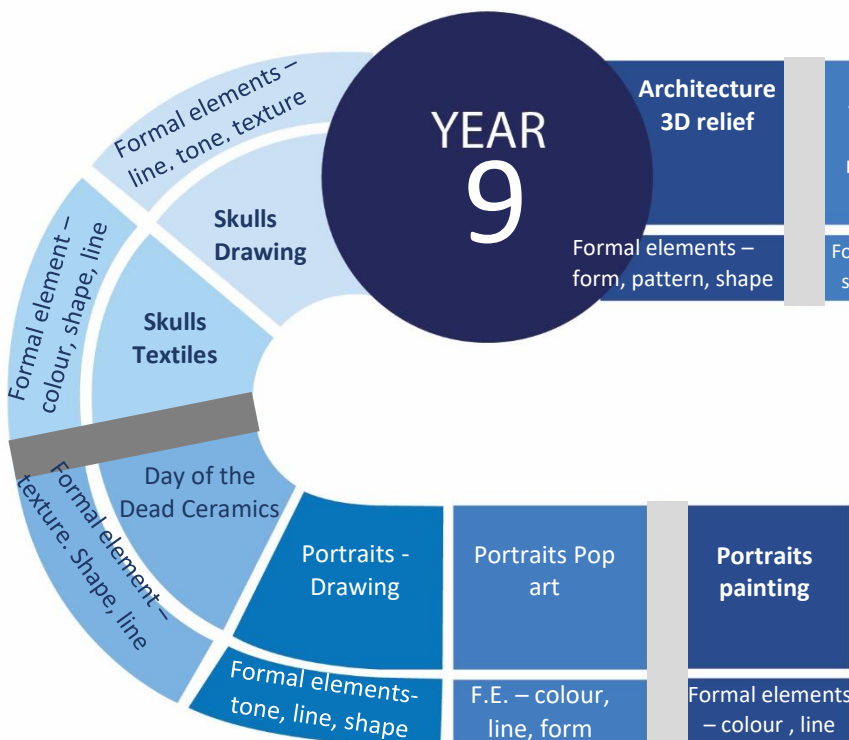 YEAR
9
Architecture
3D relief
Formal elements –
form, pattern, shape
Formal elements –
line, tone, texture
Skulls
Drawing
Formal element –
colour, shape, line
Skulls
Textiles
Formal element –
texture. Shape, line
Day of the
Dead Ceramics
Portraits -
Drawing
Formal elements-
tone, line, shape
Portraits Pop
art
F.E. – colour,
line, form
Portraits
painting
Formal elements
– colour , line